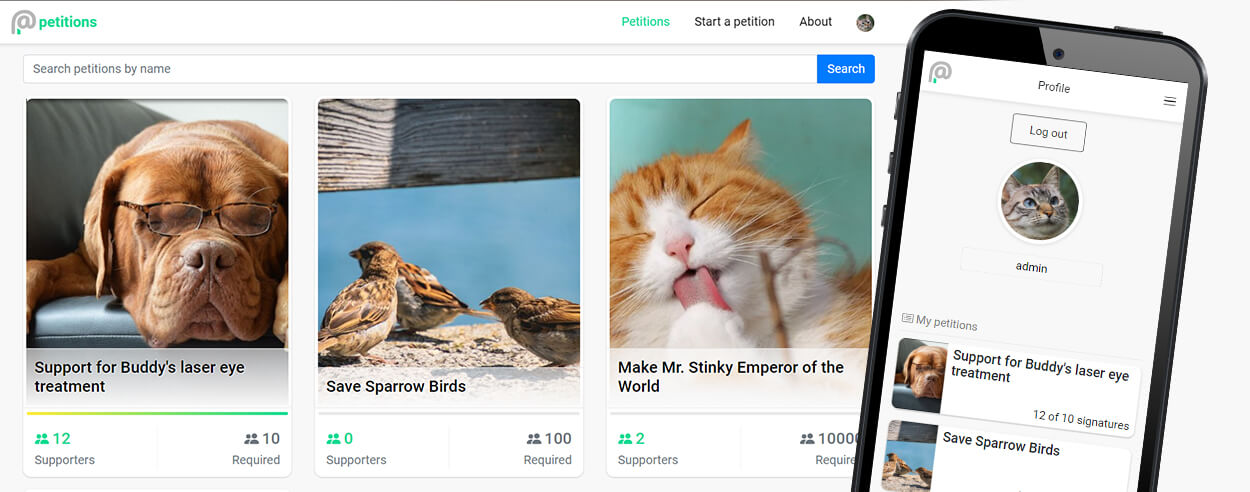 petitions
Petitions Start a petition About
Search petitions by name Search
Support for Buddy's laser eye
treatment
12 10
Supporters Required
Save Sparrow Birds
0 100
Supporters Required
Make Mr. Stinky Emperor of the
World
2 10000
Supporters
Profile
Log out
admin
My petitions
Support for Buddy's laser eye
treatment
12 of 10 signatures
Save Sparrow Birds